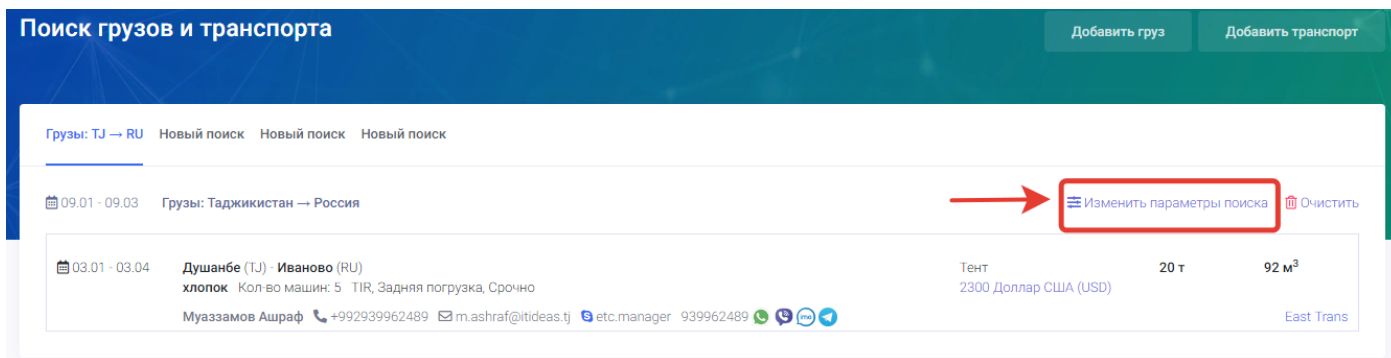 Поиск грузов и транспорта
Добавить груз
Добавить транспорт
Грузы: TJ → RU Новый поиск Новый поиск Новый поиск
09.01 - 09.03 Грузы: Таджикистан → Россия
Изменить параметры поиска
Очистить
03.01 - 03.04 Душанбе (TJ) - Иваново (RU) Тент 20 т 92 м³
хлопок Кол-во машин: 5 TIR, Задняя погрузка, Срочно 2300 Доллар США (USD)
Муаззамов Ашраф +992939962489 m.ashraf@itideas.tj etc.manager 939962489 imo East Trans